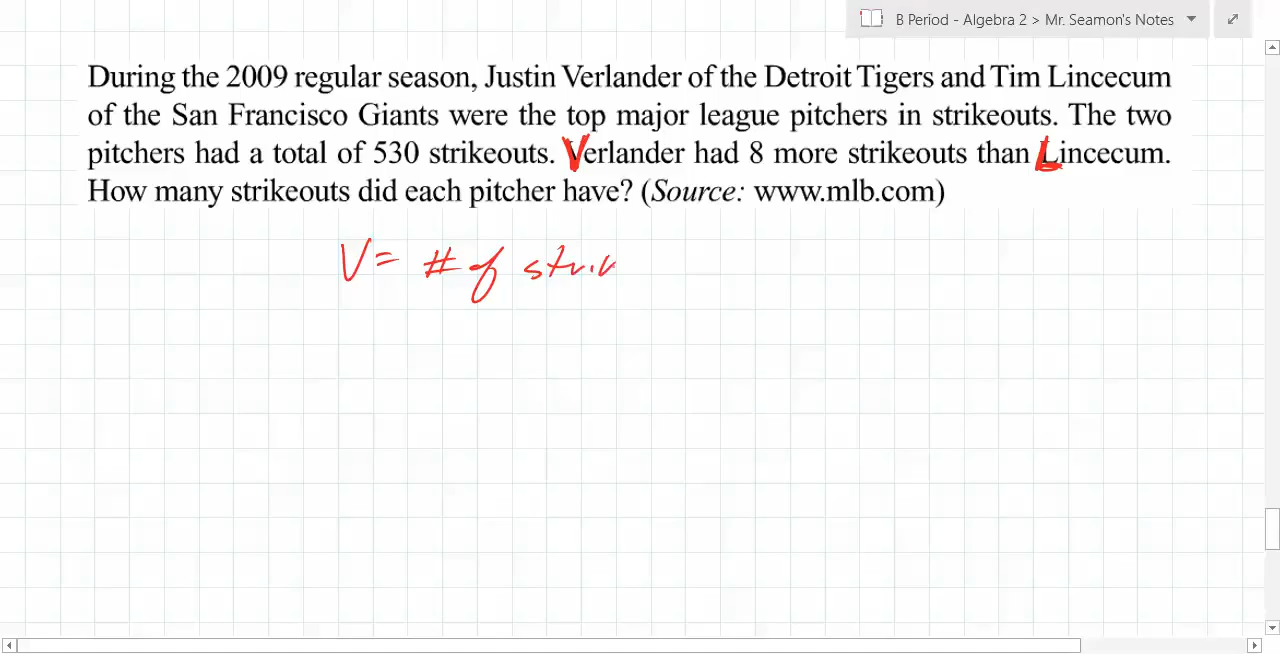 B Period - Algebra 2 > Mr. Seamon's Notes
During the 2009 regular season, Justin Verlander of the Detroit Tigers and Tim Lincecum
of the San Francisco Giants were the top major league pitchers in strikeouts. The two
pitchers had a total of 530 strikeouts. Verlander had 8 more strikeouts than Lincecum.
How many strikeouts did each pitcher have? (Source: www.mlb.com)
V = # of